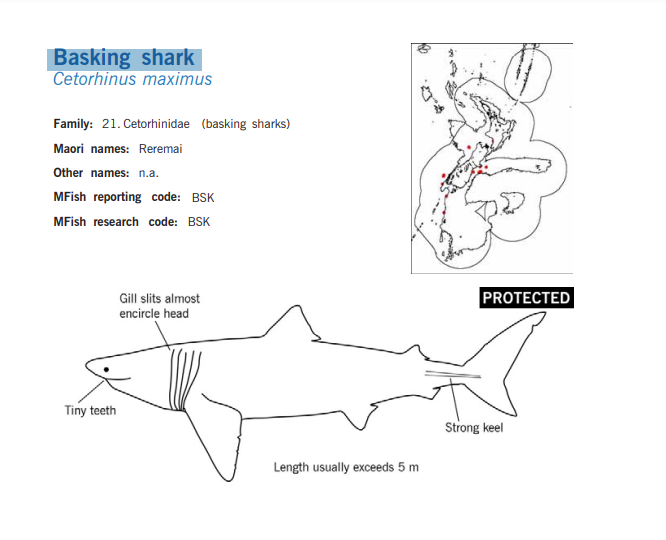 Basking shark
Cetorhinus maximus
Family: 21. Cetorhinidae (basking sharks)
Maori names: Reremai
Other names: n.a.
MFish reporting code: BSK
MFish research code: BSK
PROTECTED
Gill slits almost
encircle head
Tiny teeth
Strong keel
Length usually exceeds 5 m